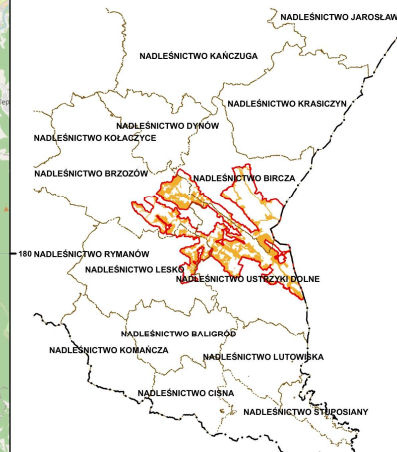 NADLEŚNICTWO JAROSŁAW
NADLEŚNICTWO KAŃCZUGA
NADLEŚNICTWO KRASICZYN
NADLEŚNICTWO DYNÓW
NADLEŚNICTWO KOŁACZYCE
NADLEŚNICTWO BRZOZÓW
NADLEŚNICTWO BIRCZA
180
NADLEŚNICTWO RYMANÓW
NADLEŚNICTWO LESKO
NADLEŚNICTWO USTRZYKI DOLNE
NADLEŚNICTWO BALIGRÓD
NADLEŚNICTWO KOMAŃCZA
NADLEŚNICTWO LUTOWISKA
NADLEŚNICTWO CISNA
NADLEŚNICTWO STUPOSIANY